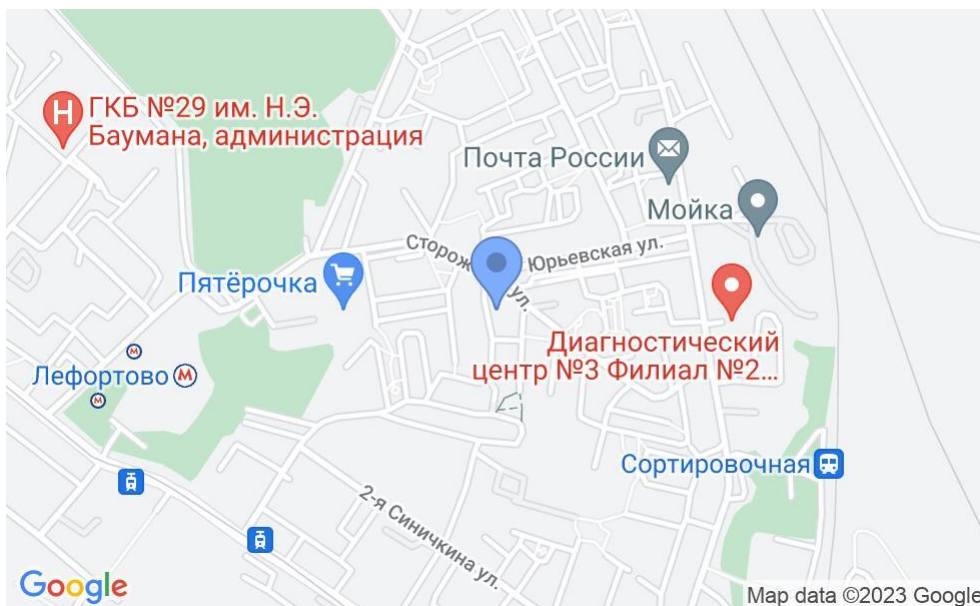 ГКБ №29 им. Н.Э.
Баумана, администрация
Почта России
Мойка
Сторож
ул.
Юрьевская ул.
Пятёрочка
Диагностический
центр №3 Филиал №2...
Лефортово
M
M
M
Сортировочная
2-я Синичкина ул.
Google
Map data ©2023 Google